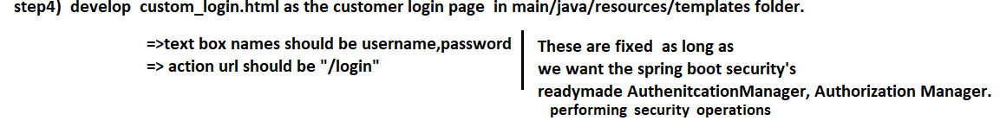 step4) develop custom_login.html as the customer login page in main/java/resources/templates folder.
=>text box names should be username,password
=> action url should be "/login"
These are fixed as long as
we want the spring boot security's
readymade AuthenitcationManager, Authorization Manager.
performing security operations